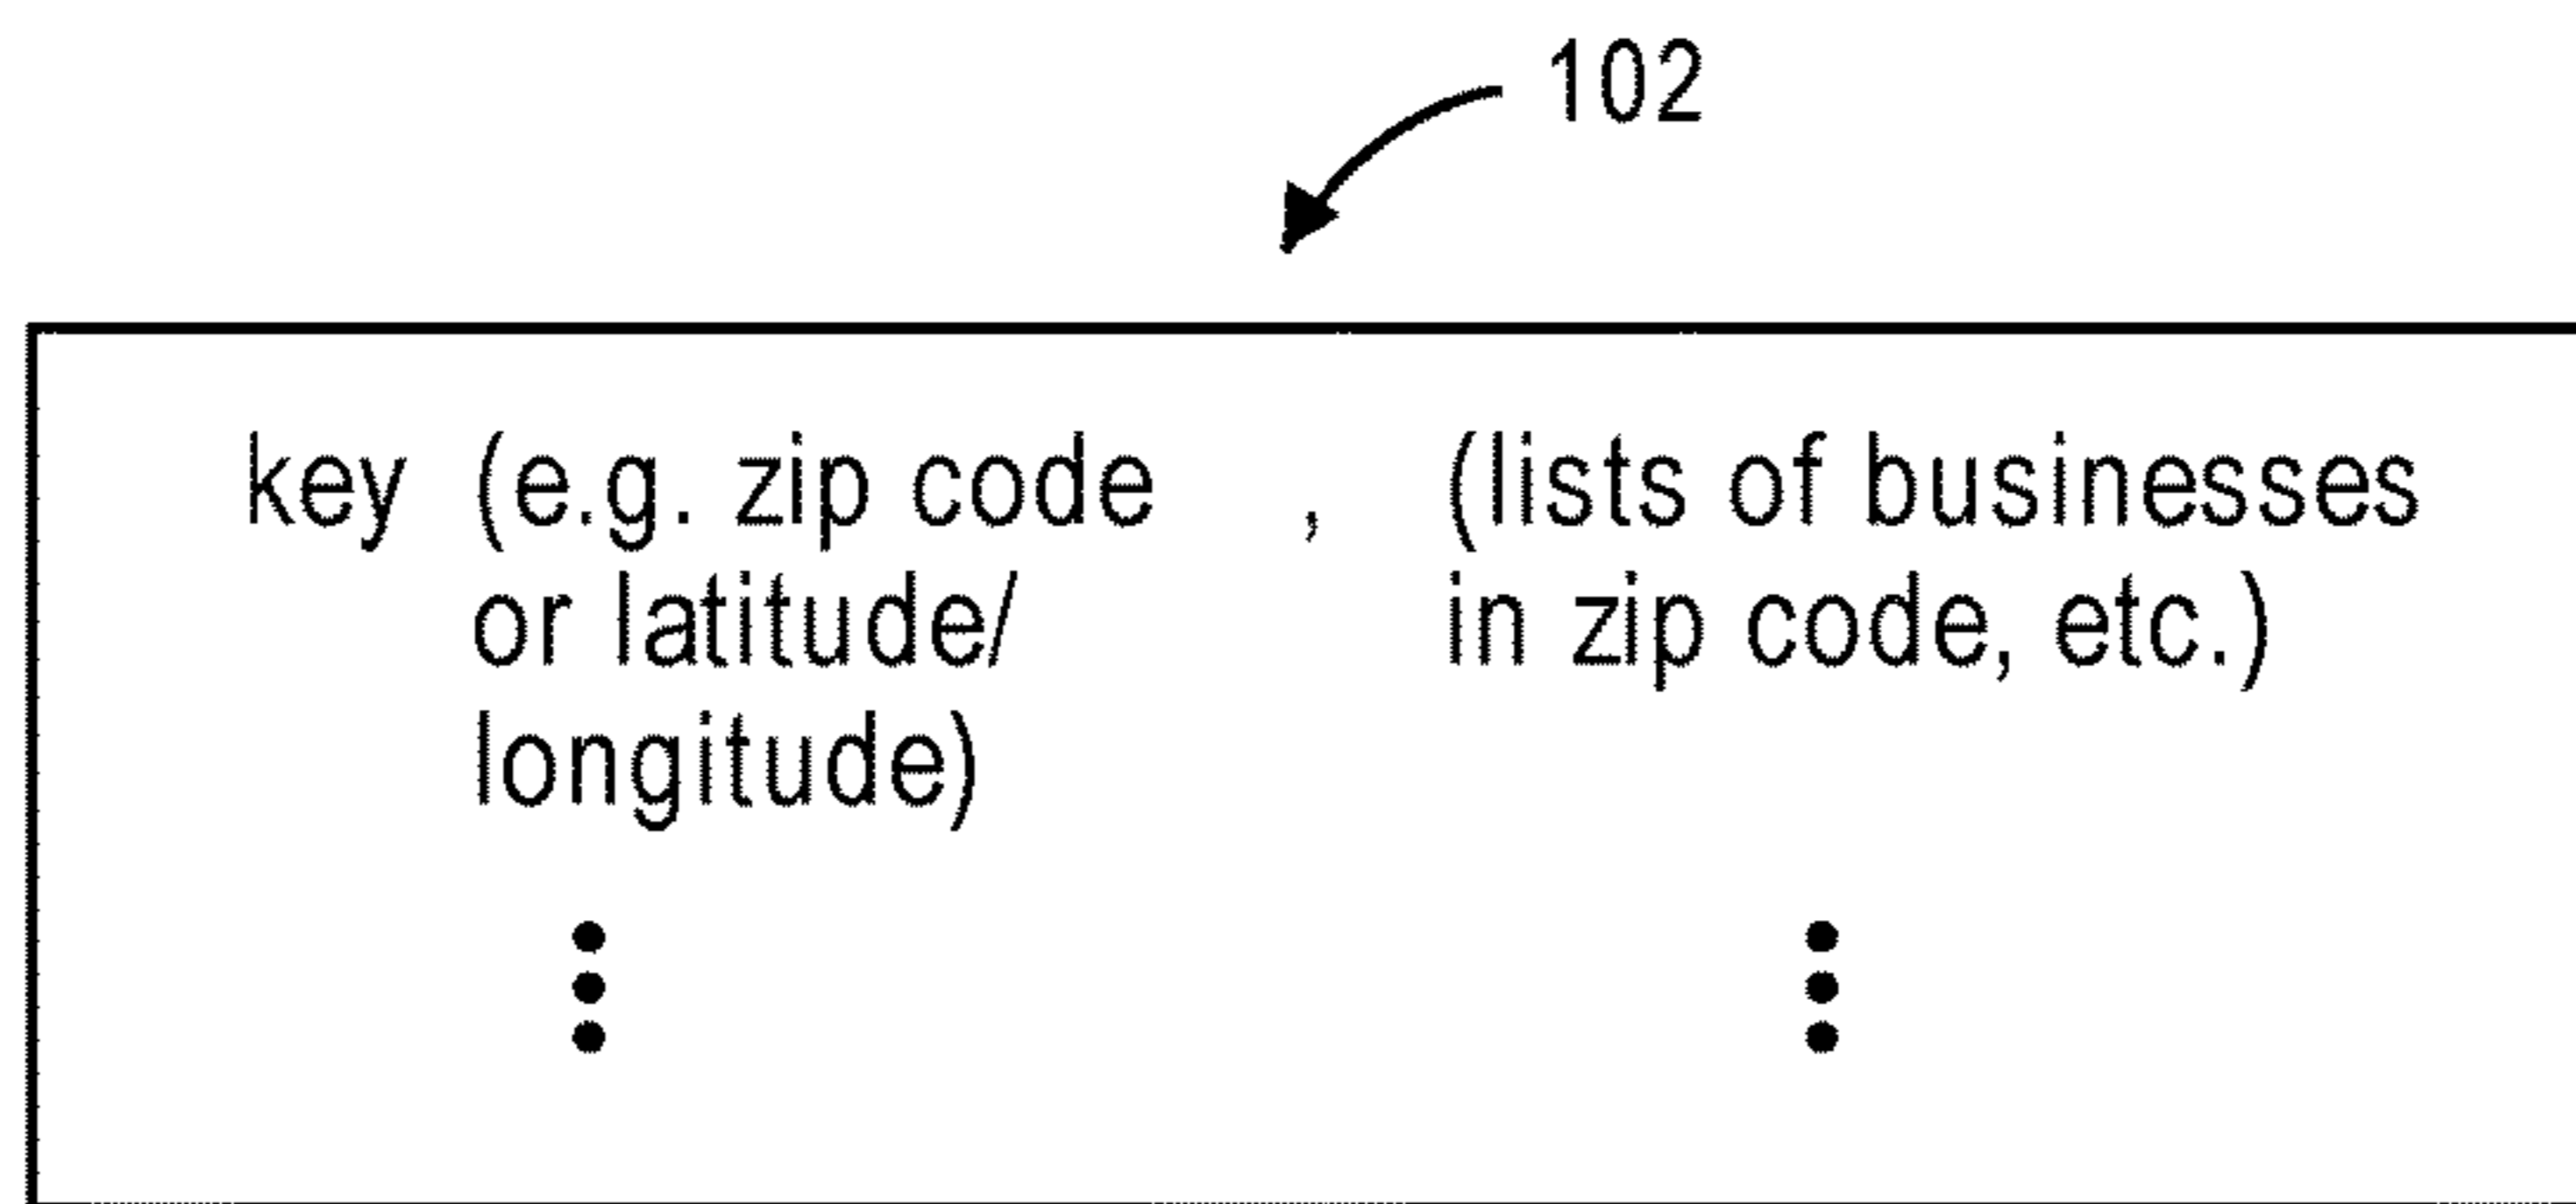 102
key (e.g. zip code , (lists of businesses
or latitude/ in zip code, etc.)
longitude)